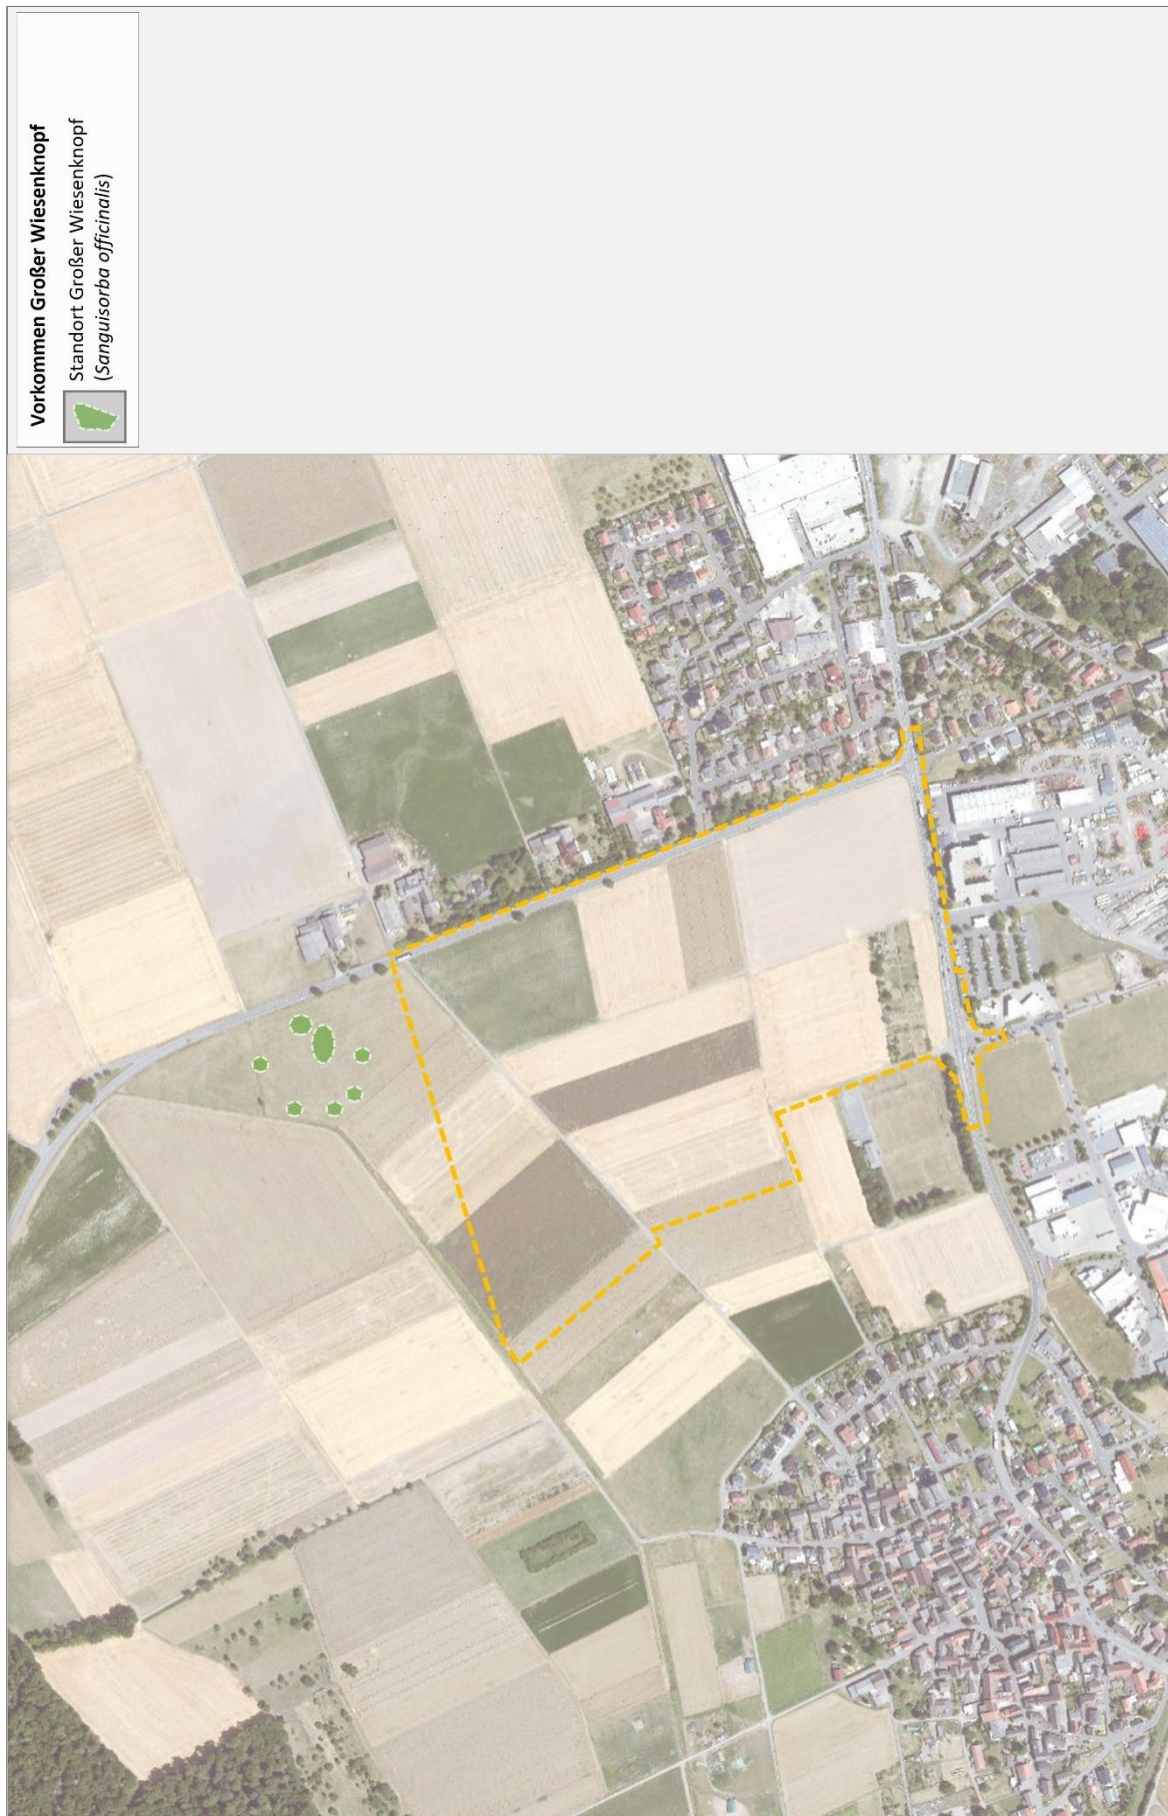 Vorkommen Großer Wiesenknopf
Standort Großer Wiesenknopf
(Sanguisorba officinalis)